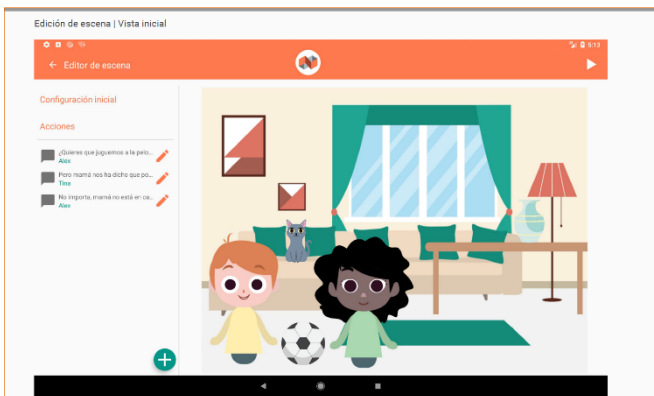 Edición de escena | Vista inicial
9:13
Editor de escena
Configuración inicial
Acciones
¿Quieres que juguemos a la pelo...
Alex
Pero mamá nos ha dicho que po...
Tina
No importa, mamá no está en ca...
Alex